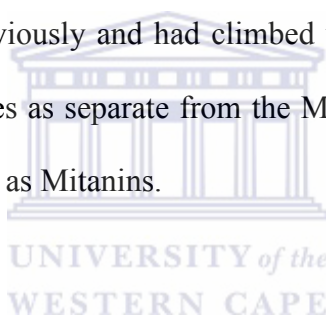 viously and had climbed
es as separate from the M
as Mitanins.
UNIVERSITY of the
WESTERN CAPE